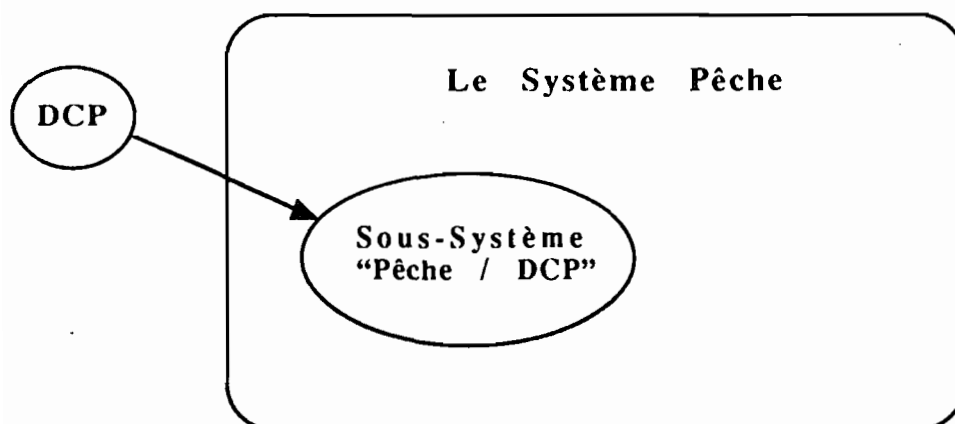 Le Système Pêche
DCP
Sous-Système
“Pêche / DCP”